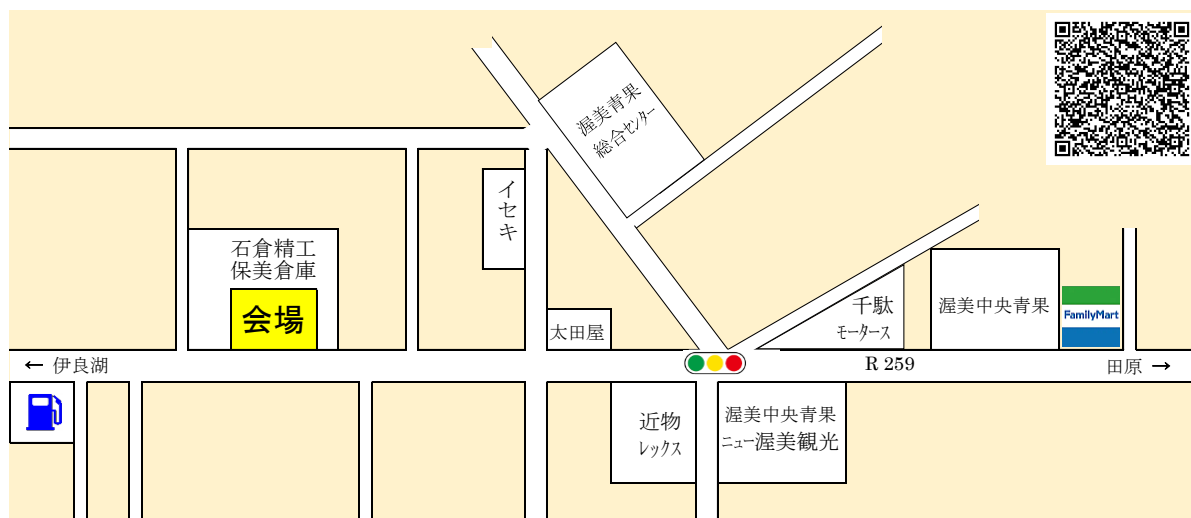 渥美青果
総合センター
イセキ
石倉精工
保美倉庫
会場
太田屋
千駄
モータース
渥美中央青果
FamilyMart
← 伊良湖
R 259
田原 →
近物
レックス
渥美中央青果
ニュー渥美観光